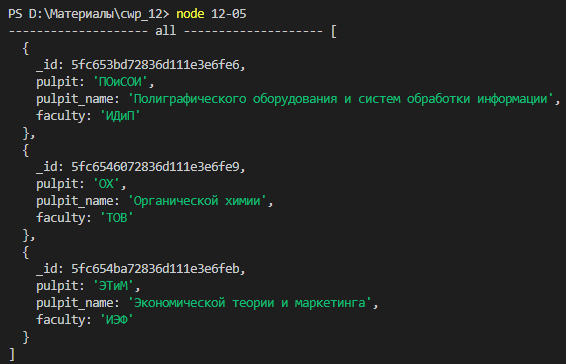 PS D:\Материалы\cwp_12> node 12-05
-------------------- all -------------------- [
  {
    _id: 5fc653bd72836d111e3e6fe6,
    pulpit: 'ПОиСОИ',
    pulpit_name: 'Полиграфического оборудования и систем обработки информации',
    faculty: 'ИДиП'
  },
  {
    _id: 5fc6546072836d111e3e6fe9,
    pulpit: 'ОХ',
    pulpit_name: 'Органической химии',
    faculty: 'ТОВ'
  },
  {
    _id: 5fc654ba72836d111e3e6feb,
    pulpit: 'ЭТиМ',
    pulpit_name: 'Экономической теории и маркетинга',
    faculty: 'ИЭФ'
  }
]